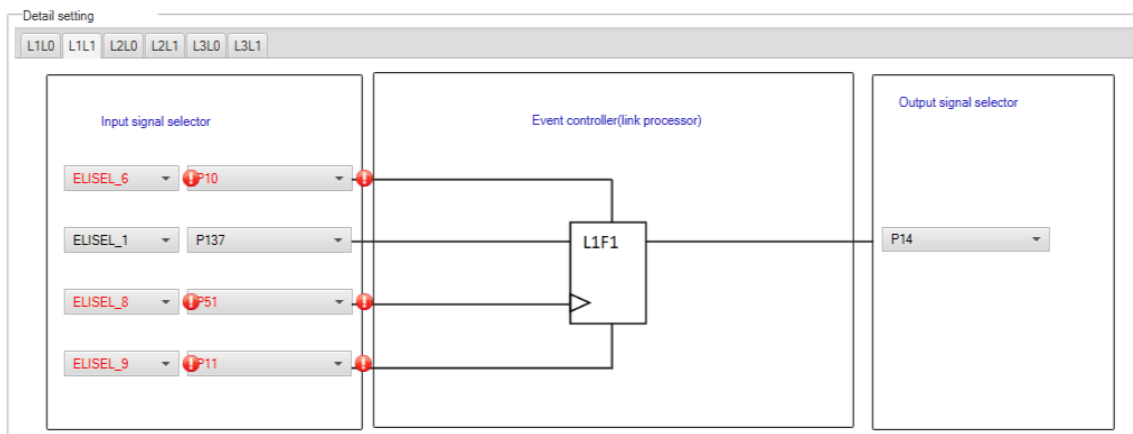 Detail setting
L1L0 L1L1 L2L0 L2L1 L3L0 L3L1
Input signal selector
Event controller(link processor)
Output signal selector
ELISEL_6 P10
ELISEL_1 P137
L1F1
P14
ELISEL_8 P51
ELISEL_9 P11